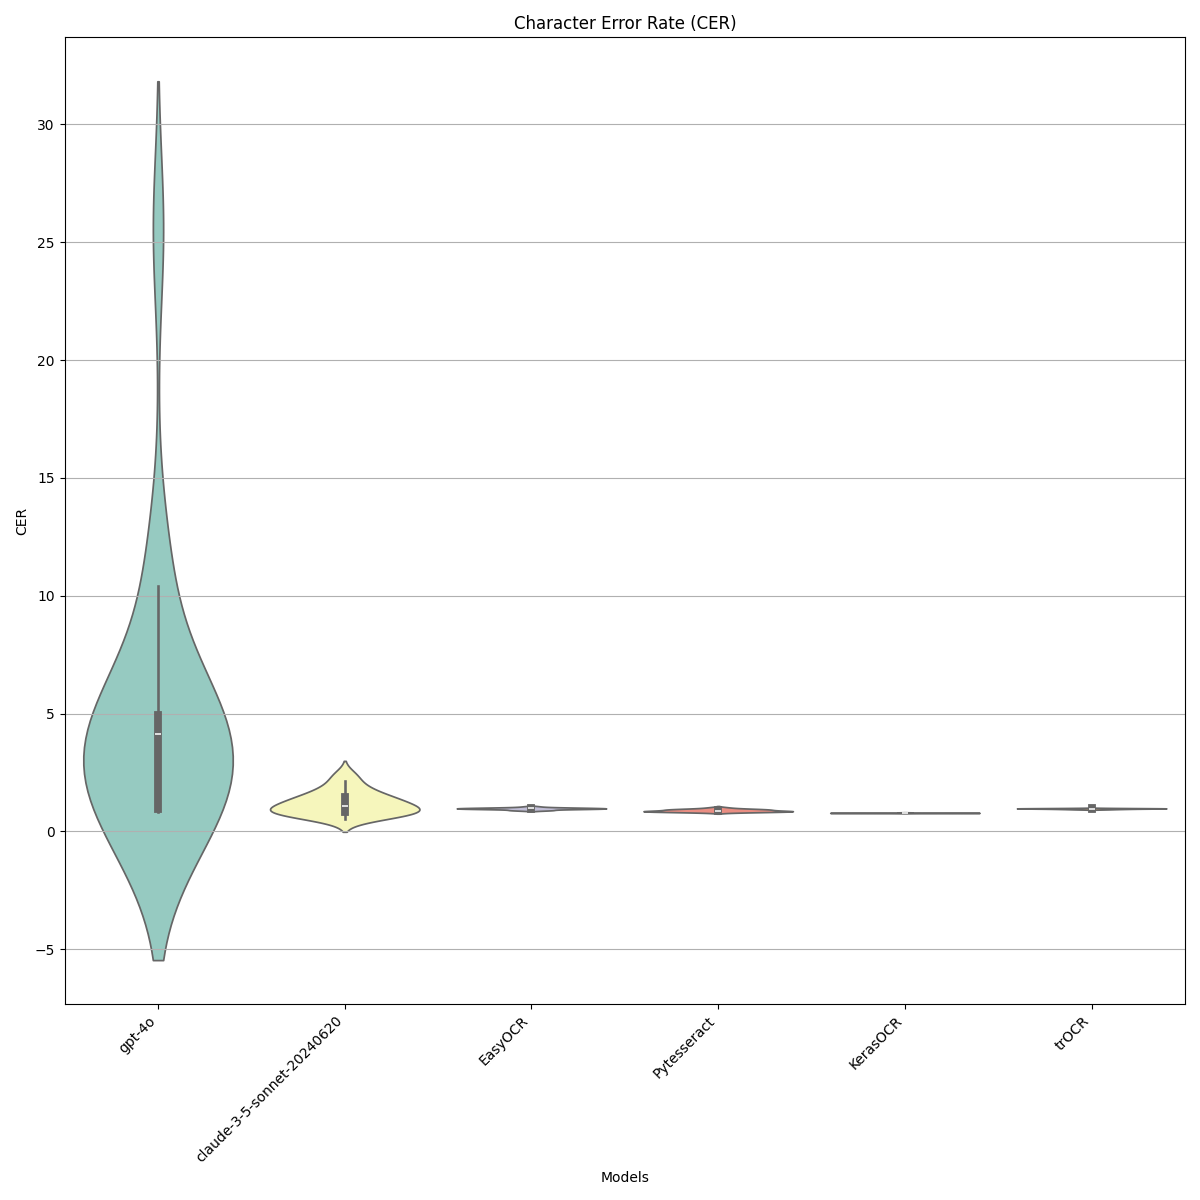 Character Error Rate (CER)
30
25
20
15
10
5
0
−5
CER
gpt-4o
claude-3-5-sonnet-20240620
EasyOCR
Pytesseract
KerasOCR
trOCR
Models